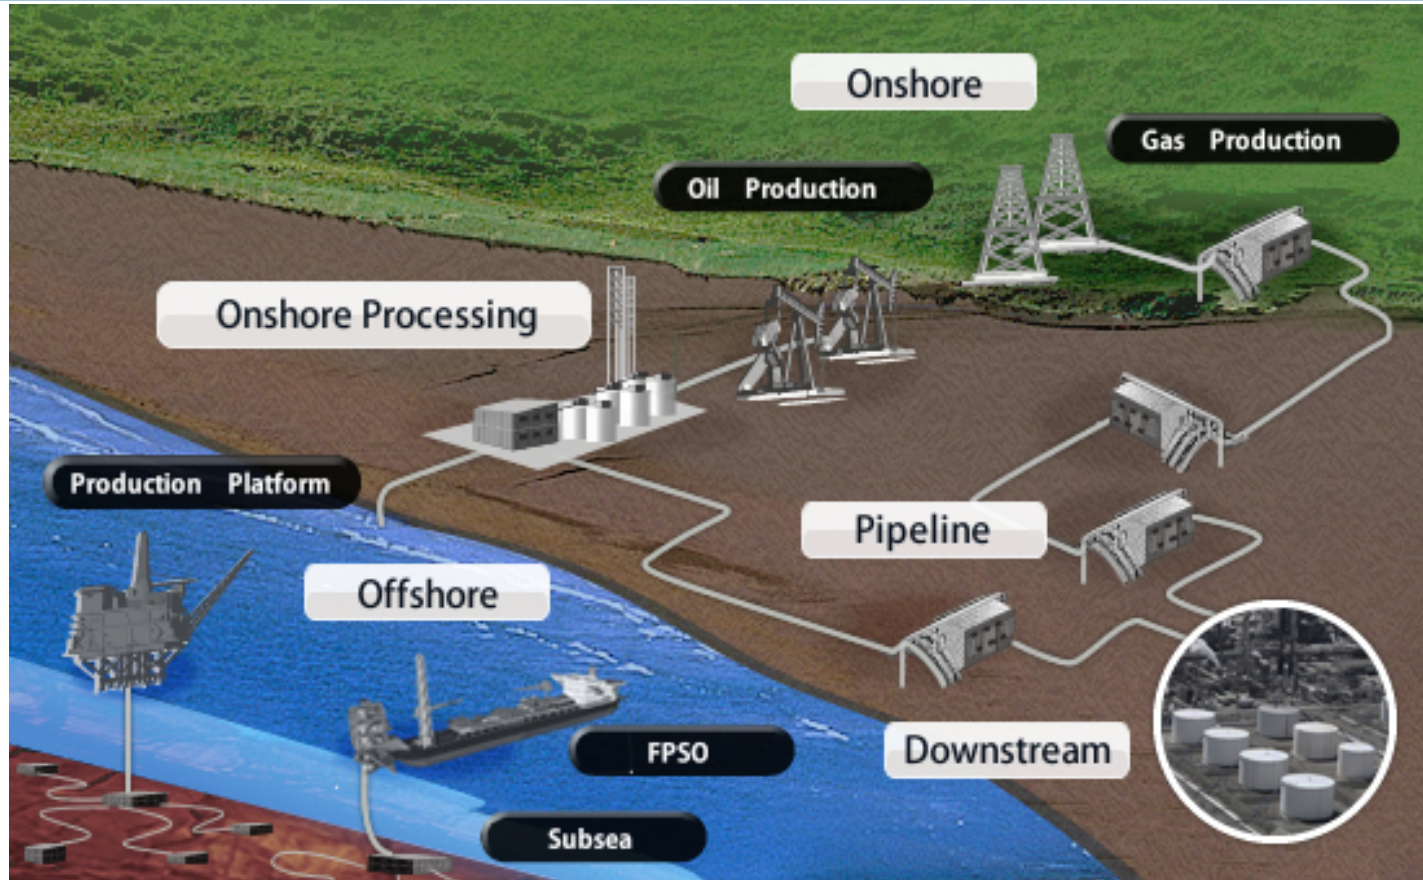 Onshore
Gas Production
Oil Production
Onshore Processing
Production Platform
Pipeline
Offshore
FPSO
Downstream
Subsea